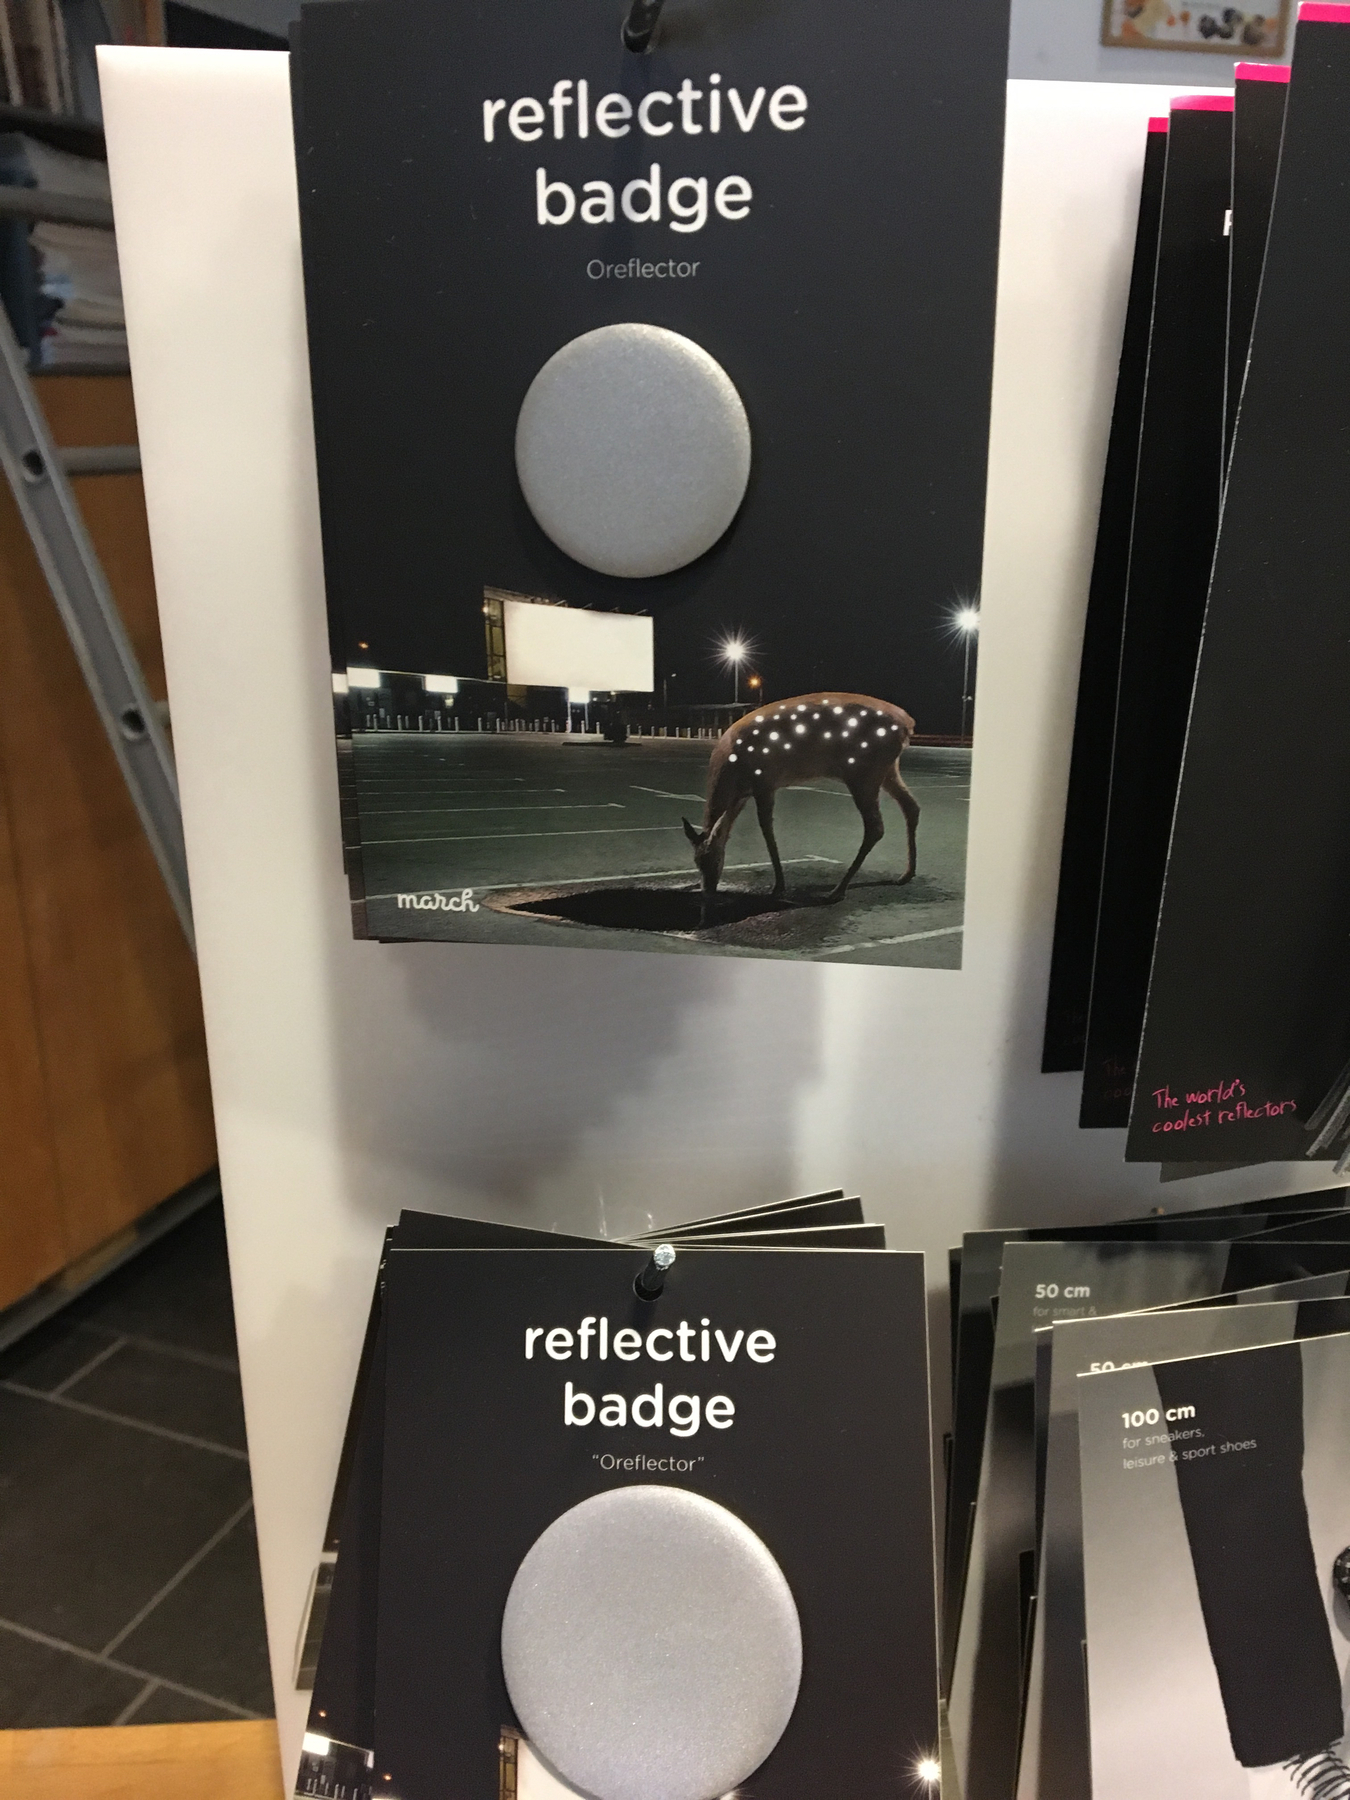 reflective
badge
Oreflector
march
The world's
coolest reflectors
reflective
badge
"Oreflector"
50 cm
for smart &
50 cm
100 cm
for sneakers,
leisure & sport shoes